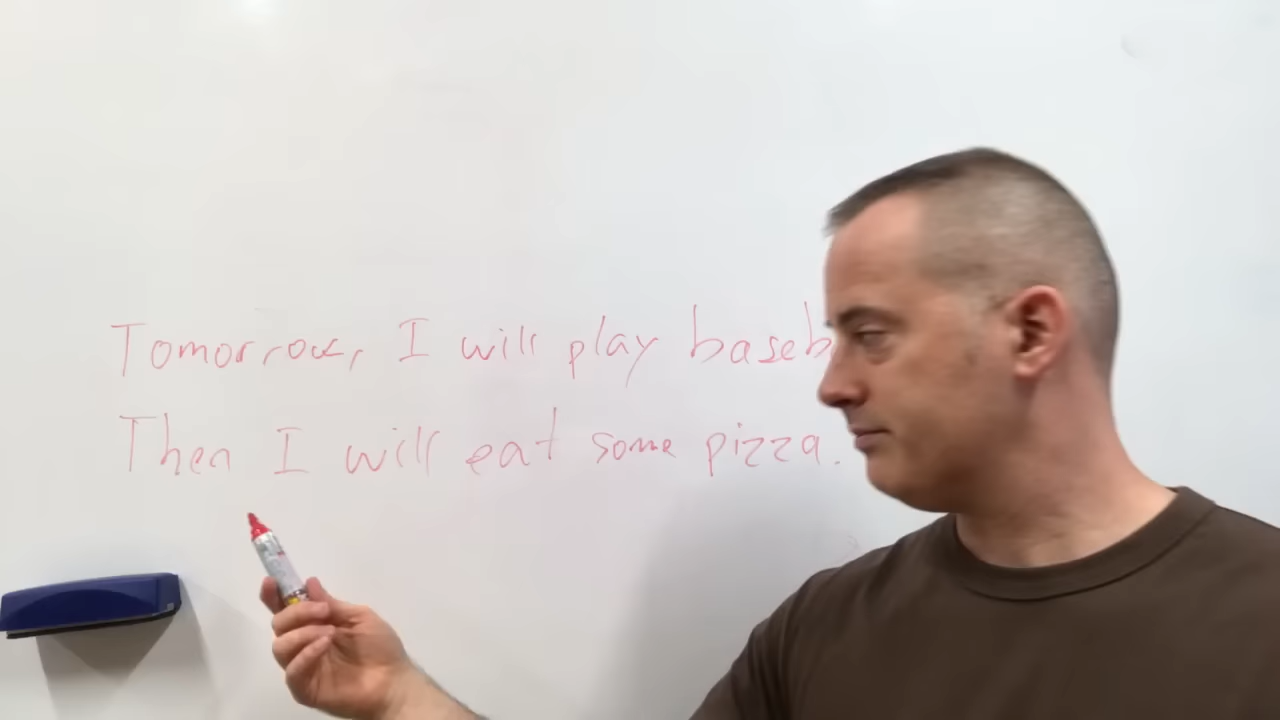 Tomorrow, I will play baseb
Then I will eat some pizza.